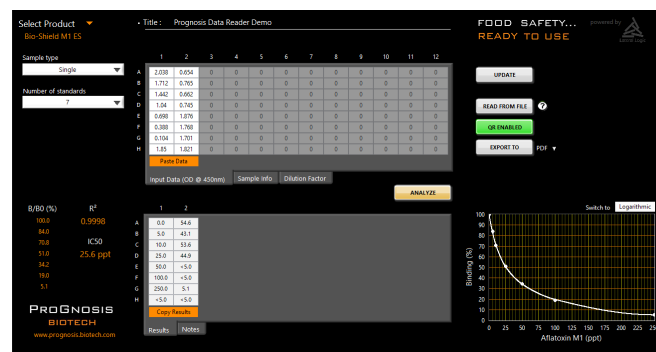 Select Product
Bio-Shield M1 ES
• Title : Prognosis Data Reader Demo
FOOD SAFETY...
READY TO USE
powered by
Sample type
Single
Number of standards
7
1 2 3 4 5 6 7 8 9 10 11 12
A 2.038 0.654 0 0 0 0 0 0 0 0 0 0
B 1.712 0.765 0 0 0 0 0 0 0 0 0 0
C 1.442 0.662 0 0 0 0 0 0 0 0 0 0
D 1.04 0.745 0 0 0 0 0 0 0 0 0 0
E 0.698 1.876 0 0 0 0 0 0 0 0 0 0
F 0.388 1.768 0 0 0 0 0 0 0 0 0 0
G 0.104 1.701 0 0 0 0 0 0 0 0 0 0
H 1.85 1.821 0 0 0 0 0 0 0 0 0 0
Paste Data
Input Data (OD @ 450nm) Sample Info Dilution Factor
UPDATE
READ FROM FILE ?
QR ENABLED
EXPORT TO PDF
ANALYZE
B/B0 (%) R²
100.0 0.9998
84.0
70.8 IC50
51.0 25.6 ppt
34.2
19.0
5.1
1 2
A 0.0 54.6
B 5.0 43.1
C 10.0 53.6
D 25.0 44.9
E 50.0 <5.0
F 100.0 <5.0
G 250.0 5.1
H <5.0 <5.0
Copy Results
Results Notes
Switch to Logarithmic
Binding (%)
100
90
80
70
60
50
40
30
20
10
0
0 25 50 75 100 125 150 175 200 225 250
Aflatoxin M1 (ppt)
PROGNOSIS
BIOTECH
www.prognosis.biotech.com